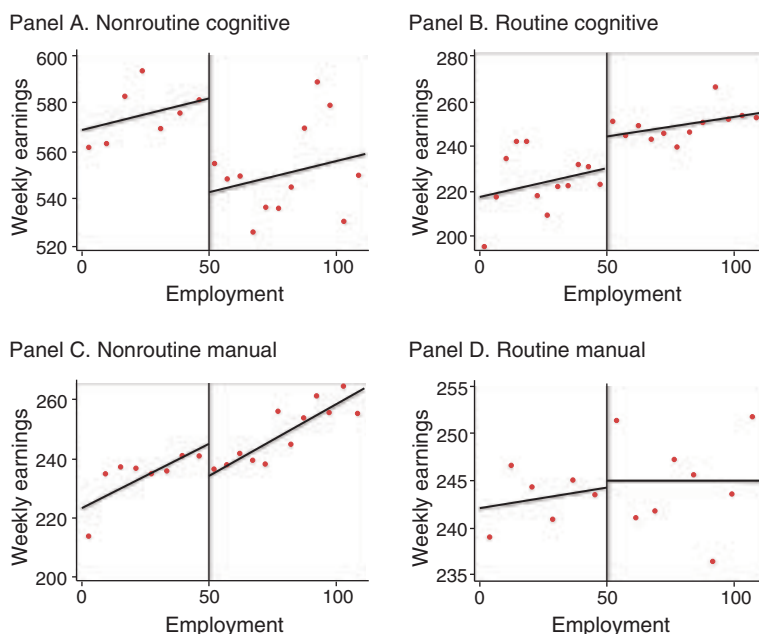 Panel A. Nonroutine cognitive
600
580
560
540
520
Weekly earnings
0 50 100
Employment
Panel B. Routine cognitive
280
260
240
220
200
Weekly earnings
0 50 100
Employment
Panel C. Nonroutine manual
260
240
220
200
Weekly earnings
0 50 100
Employment
Panel D. Routine manual
255
250
245
240
235
Weekly earnings
0 50 100
Employment